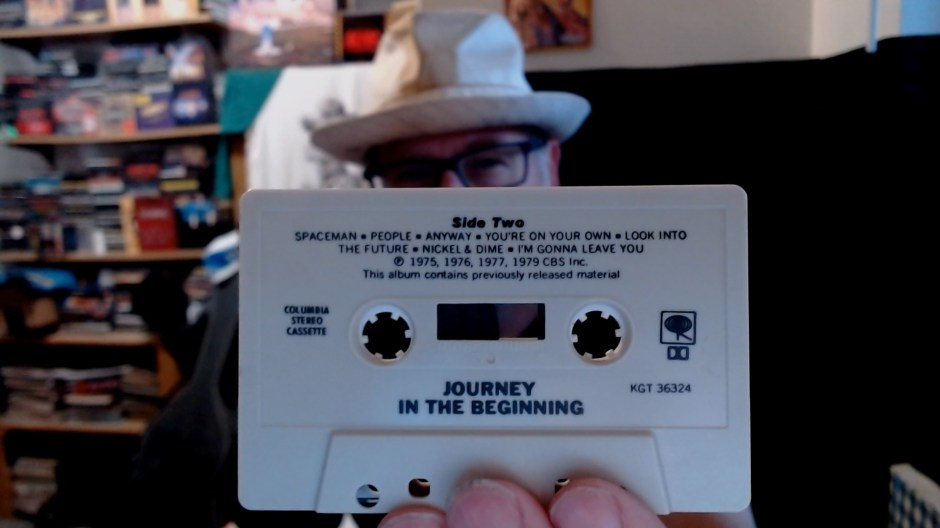 Side Two
SPACEMAN • PEOPLE • ANYWAY • YOU'RE ON YOUR OWN • LOOK INTO
THE FUTURE • NICKEL & DIME • I'M GONNA LEAVE YOU
℗ 1975, 1976, 1977, 1979 CBS Inc.
This album contains previously released material
COLUMBIA
STEREO
CASSETTE
JOURNEY
IN THE BEGINNING
KGT 36324